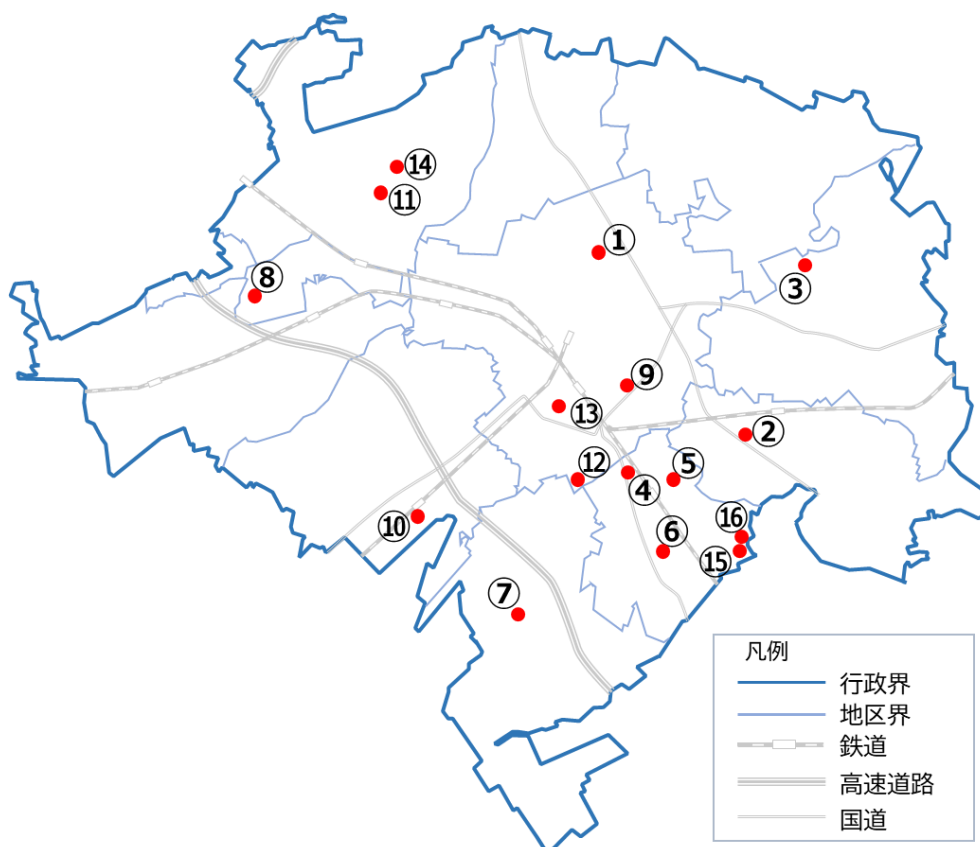 ⑭
⑪
①
⑧
③
⑨
⑬
②
⑫
⑤
④
⑩
⑯
⑥
⑮
⑦
凡例
行政界
地区界
鉄道
高速道路
国道